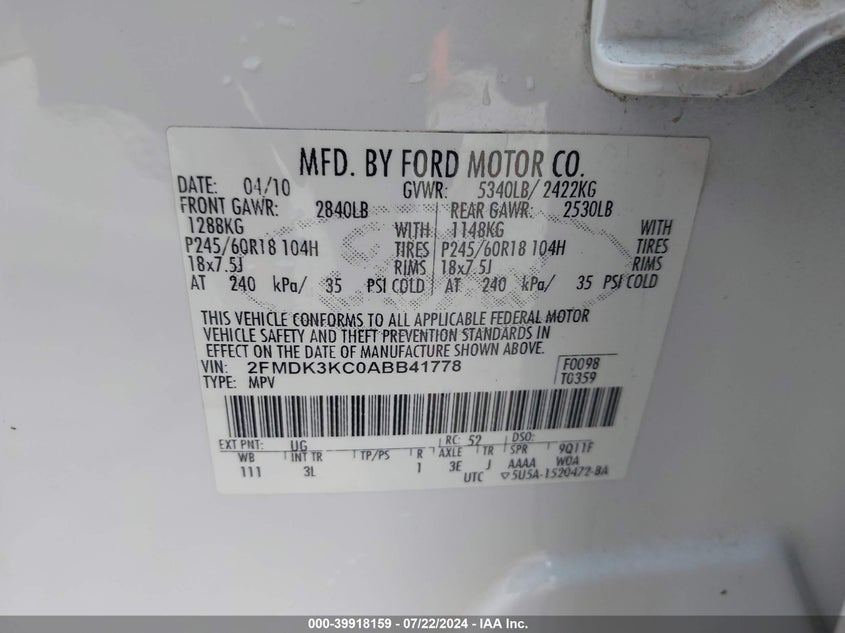 MFD. BY FORD MOTOR CO.
DATE: 04/10 GVWR: 5340LB/ 2422KG
FRONT GAWR: 2840LB REAR GAWR: 2530LB
1288KG WITH 1148KG WITH
P245/60R18 104H TIRES P245/60R18 104H TIRES
18x7.5J RIMS 18x7.5J RIMS
AT 240 kPa/ 35 PSI COLD AT 240 kPa/ 35 PSI COLD
THIS VEHICLE CONFORMS TO ALL APPLICABLE FEDERAL MOTOR
VEHICLE SAFETY AND THEFT PREVENTION STANDARDS IN
EFFECT ON THE DATE OF MANUFACTURE SHOWN ABOVE.
VIN: 2FMDK3KC0ABB41778 F0098
TYPE: MPV T0359
EXT PNT: UG RC: 52 DSO:
WB INT TR TP/PS R AXLE TR SPR 9Q11F
111 3L 1 3E J AAAA W0A
UTC 5U5A-1520472-BA
000-39918159 / 07/22/2024 - IAA Inc.